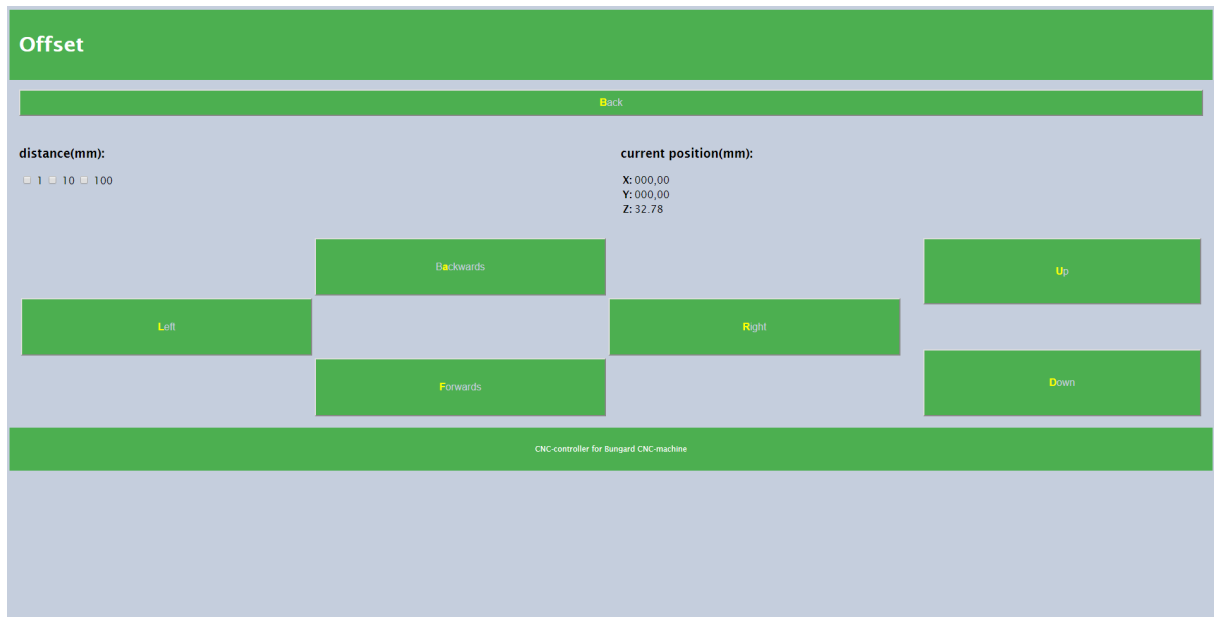 Offset
Back
distance(mm):
1 10 100
current position(mm):
X: 000,00
Y: 000,00
Z: 32.78
Backwards
Up
Left
Right
Forwards
Down
CNC-controller for Bungard CNC-machine